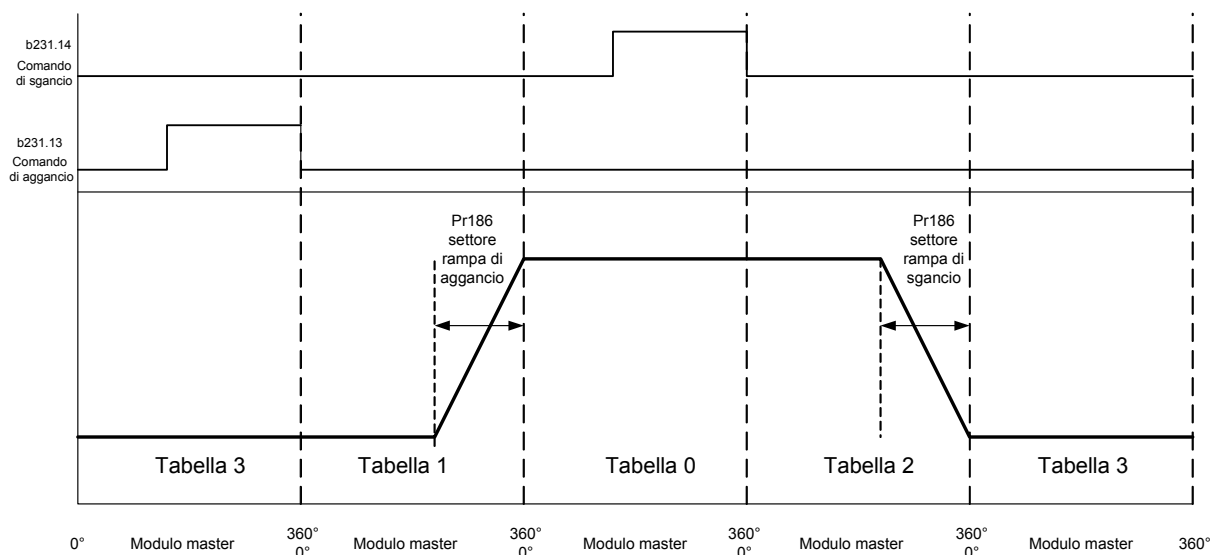 b231.14
Comando
di sgancio
b231.13
Comando
di aggancio
Pr186
settore
rampa di
aggancio
Pr186
settore
rampa di
sgancio
Tabella 3
Tabella 1
Tabella 0
Tabella 2
Tabella 3
0°
Modulo master
360°
0°
Modulo master
360°
0°
Modulo master
360°
0°
Modulo master
360°
0°
Modulo master
360°